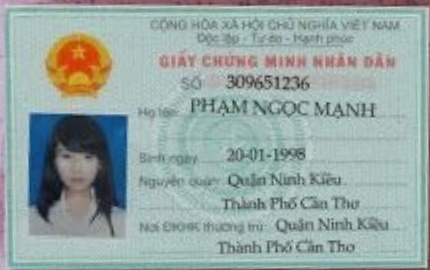 CỘNG HÒA XÃ HỘI CHỦ NGHĨA VIỆT NAM
Độc lập - Tự do - Hạnh phúc
GIẤY CHỨNG MINH NHÂN DÂN
SỐ 309651236
Họ tên PHẠM NGỌC MẠNH
Sinh ngày 20-01-1998
Nguyên quán Quận Ninh Kiều
Thành Phố Cần Thơ
Nơi ĐKHK thường trú Quận Ninh Kiều
Thành Phố Cần Thơ